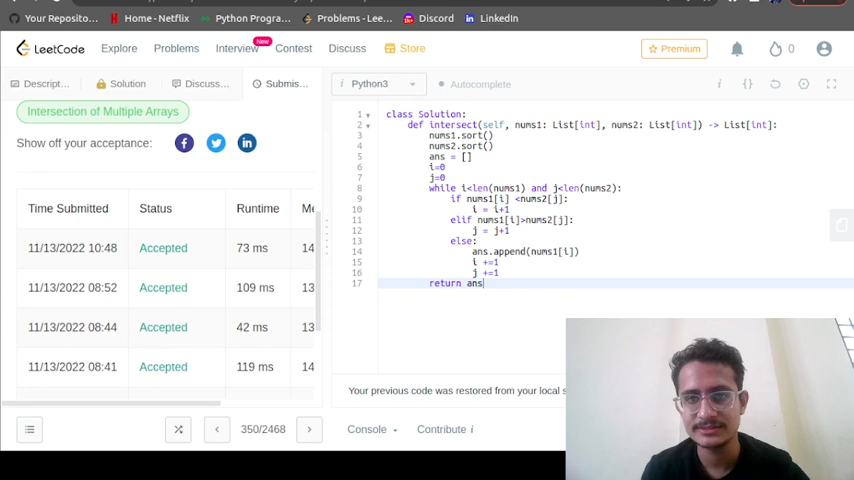 Your Reposito... Home - Netflix Python Progra... Problems - Lee... Discord LinkedIn
LeetCode Explore Problems Interview New Contest Discuss Store Premium 0
Descript... Solution Discuss... Submis... i Python3 Autocomplete i {}
Intersection of Multiple Arrays
Show off your acceptance:
Time Submitted Status Runtime Me
11/13/2022 10:48 Accepted 73 ms 14
11/13/2022 08:52 Accepted 109 ms 13
11/13/2022 08:44 Accepted 42 ms 13
11/13/2022 08:41 Accepted 119 ms 14
350/2468
1 class Solution:
2 def intersect(self, nums1: List[int], nums2: List[int]) -> List[int]:
3 nums1.sort()
4 nums2.sort()
5 ans = []
6 i=0
7 j=0
8 while i<len(nums1) and j<len(nums2):
9 if nums1[i] <nums2[j]:
10 i = i+1
11 elif nums1[i]>nums2[j]:
12 j = j+1
13 else:
14 ans.append(nums1[i])
15 i +=1
16 j +=1
17 return ans
Your previous code was restored from your local s
Console Contribute i